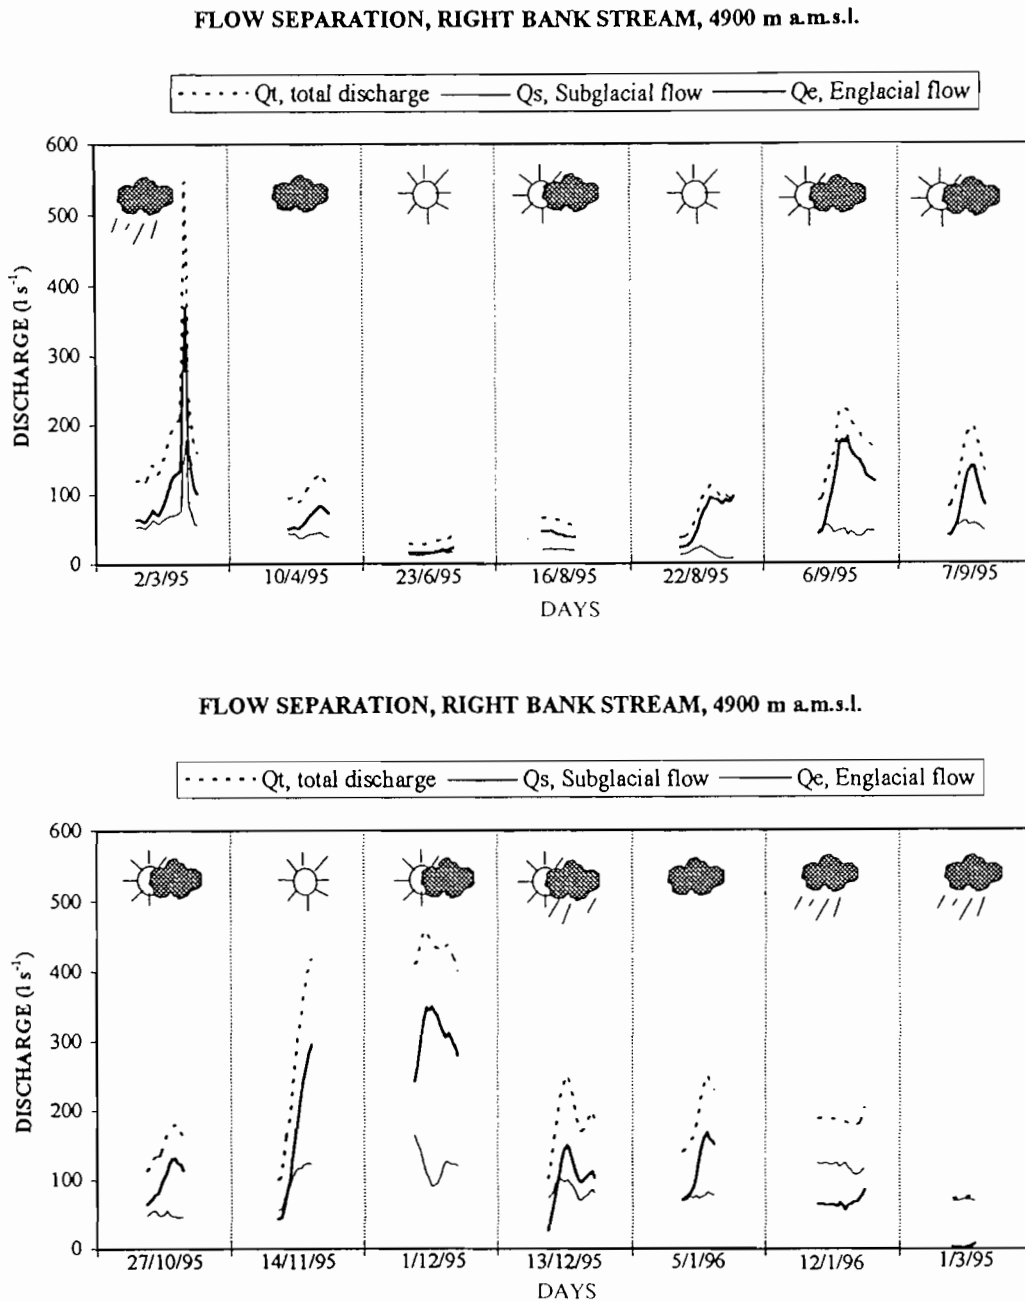 FLOW SEPARATION, RIGHT BANK STREAM, 4900 m a.m.s.l.
Qt, total discharge Qs, Subglacial flow Qe, Englacial flow
600
500
400
300
200
100
0
DISCHARGE (l s⁻¹)
2/3/95 10/4/95 23/6/95 16/8/95 22/8/95 6/9/95 7/9/95
DAYS
FLOW SEPARATION, RIGHT BANK STREAM, 4900 m a.m.s.l.
Qt, total discharge Qs, Subglacial flow Qe, Englacial flow
600
500
400
300
200
100
0
DISCHARGE (l s⁻¹)
27/10/95 14/11/95 1/12/95 13/12/95 5/1/96 12/1/96 1/3/95
DAYS